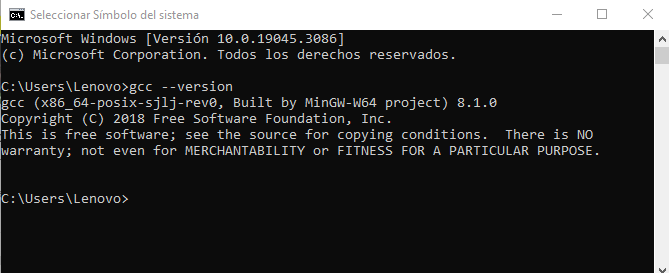 Seleccionar Símbolo del sistema
Microsoft Windows [Versión 10.0.19045.3086]
(c) Microsoft Corporation. Todos los derechos reservados.
C:\Users\Lenovo>gcc --version
gcc (x86_64-posix-sjlj-rev0, Built by MinGW-W64 project) 8.1.0
Copyright (C) 2018 Free Software Foundation, Inc.
This is free software; see the source for copying conditions.  There is NO
warranty; not even for MERCHANTABILITY or FITNESS FOR A PARTICULAR PURPOSE.
C:\Users\Lenovo>